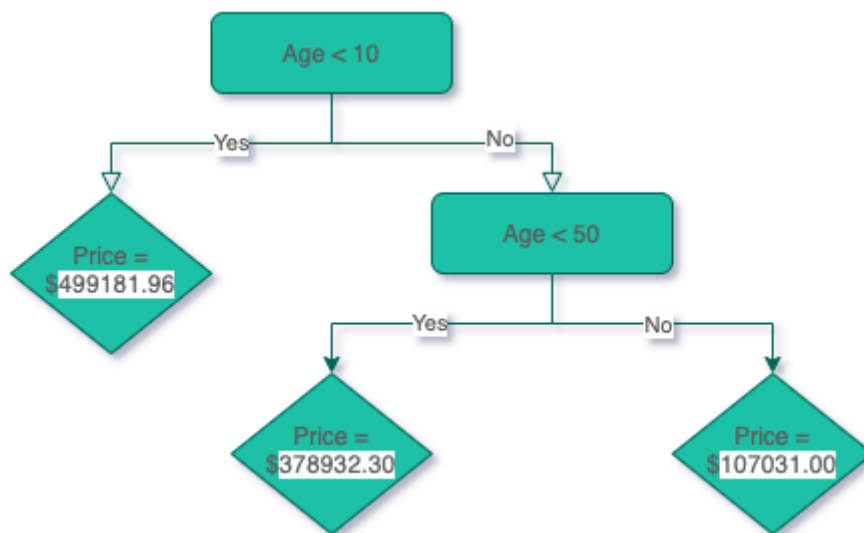 Age < 10
Yes
No
Price =
$499181.96
Age < 50
Yes
No
Price =
$378932.30
Price =
$107031.00